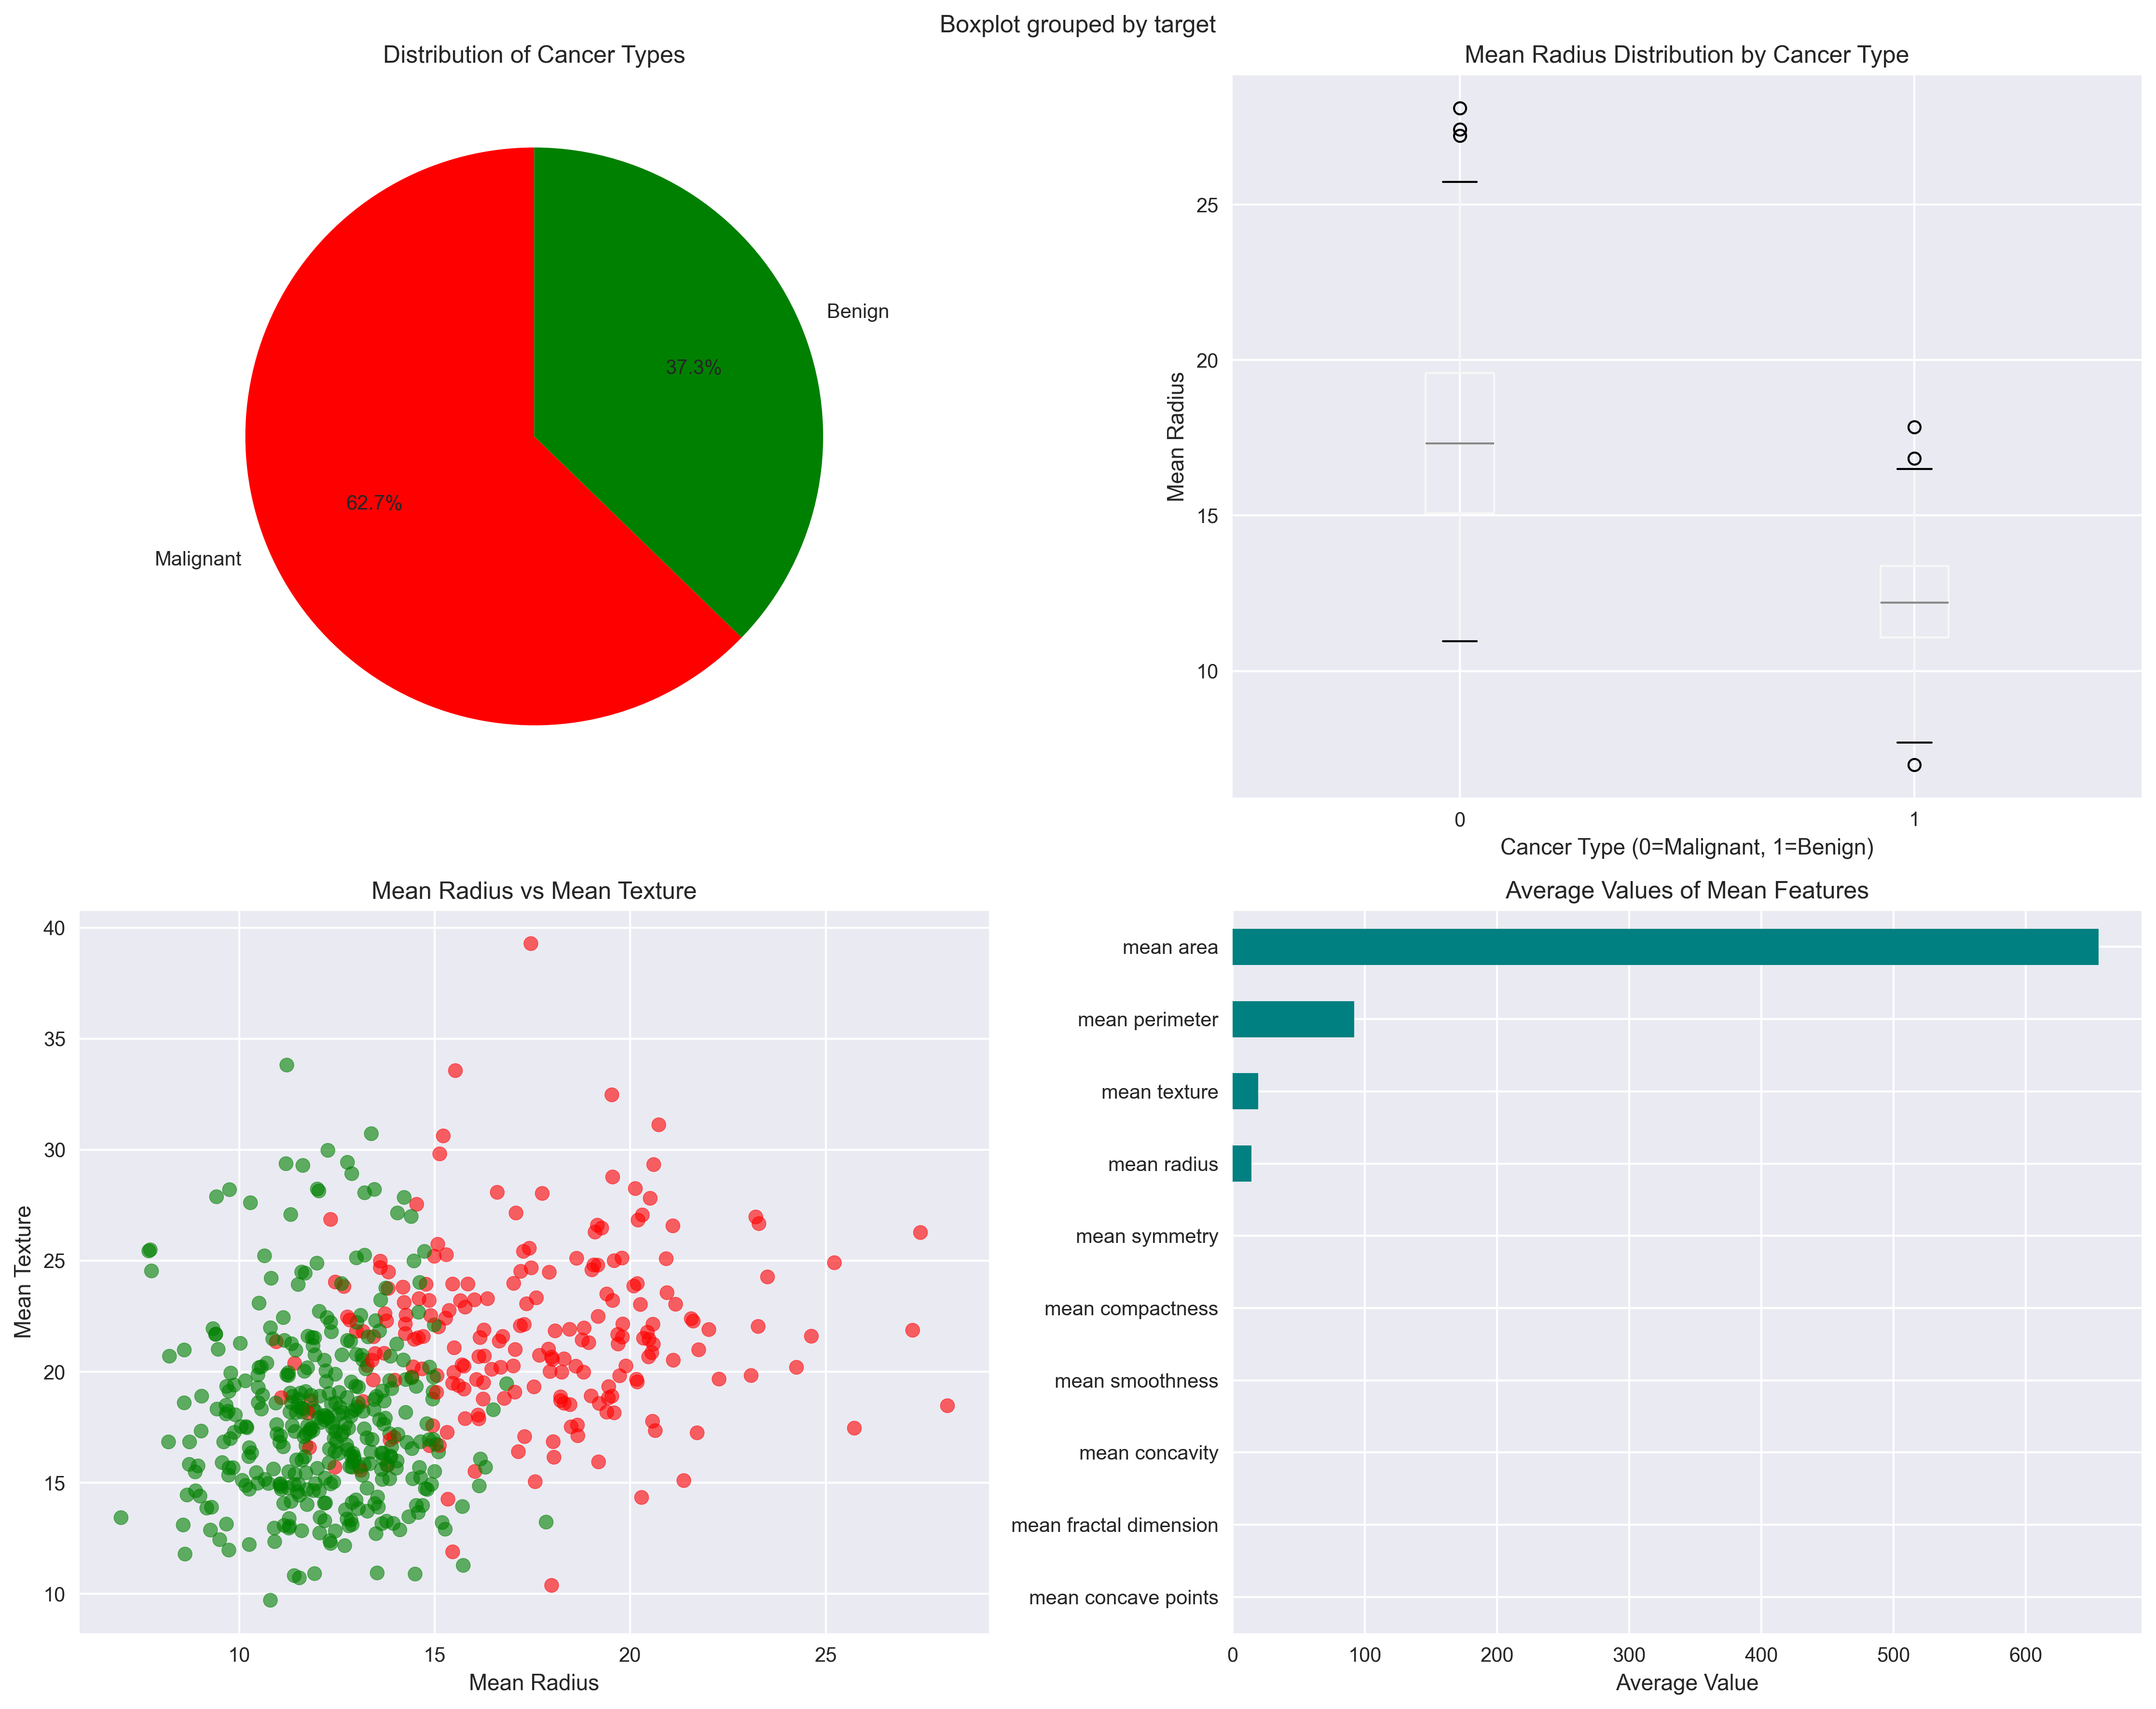 Boxplot grouped by target
Distribution of Cancer Types
Benign
37.3%
62.7%
Malignant
Mean Radius Distribution by Cancer Type
Mean Radius
25
20
15
10
0 1
Cancer Type (0=Malignant, 1=Benign)
Mean Radius vs Mean Texture
Mean Texture
40
35
30
25
20
15
10
10 15 20 25
Mean Radius
Average Values of Mean Features
mean area
mean perimeter
mean texture
mean radius
mean symmetry
mean compactness
mean smoothness
mean concavity
mean fractal dimension
mean concave points
0 100 200 300 400 500 600
Average Value